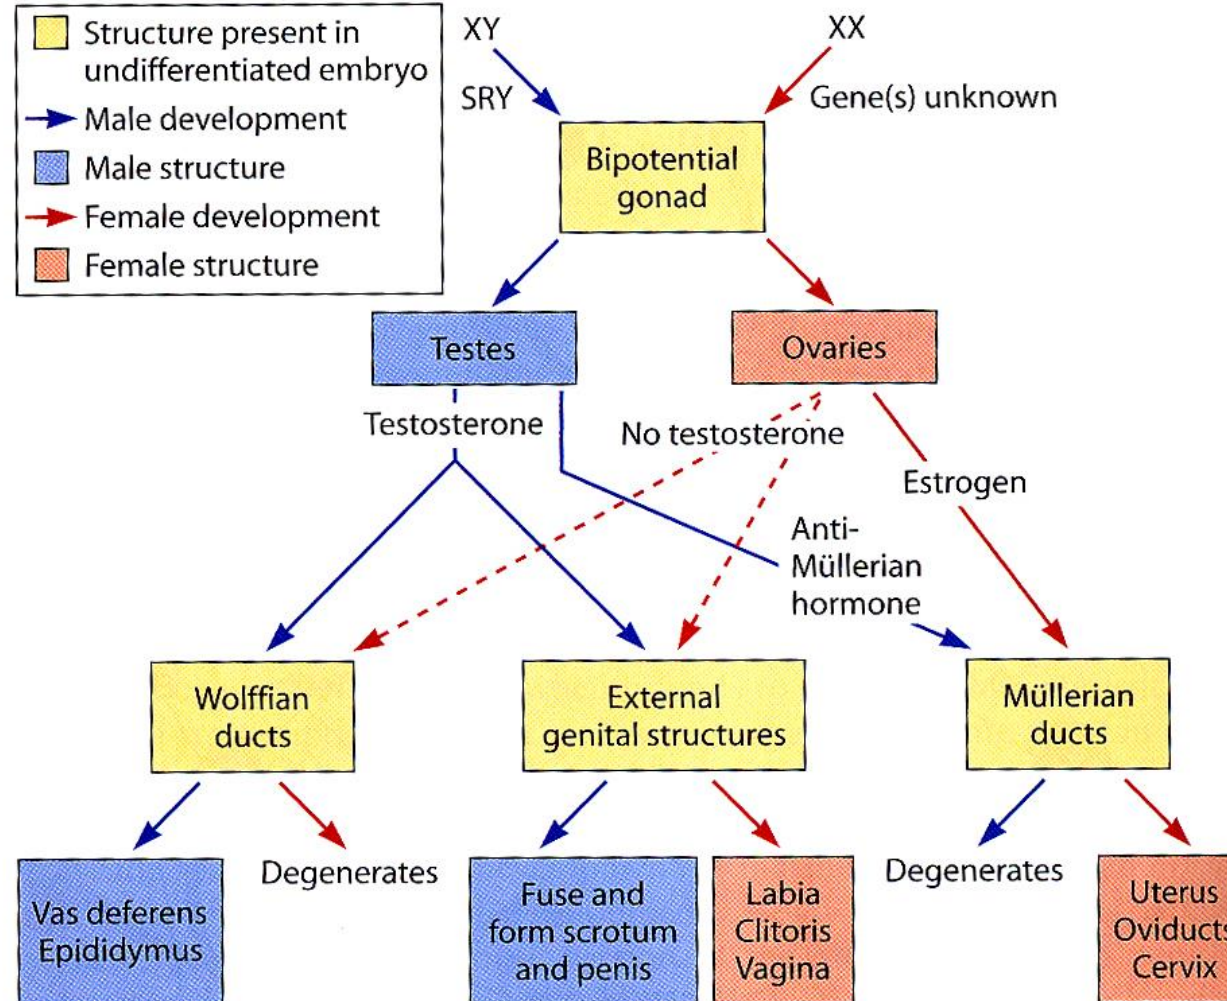 Structure present in
undifferentiated embryo
Male development
Male structure
Female development
Female structure
XY
XX
SRY
Gene(s) unknown
Bipotential
gonad
Testes
Ovaries
Testosterone
No testosterone
Estrogen
Anti-
Müllerian
hormone
Wolffian
ducts
External
genital structures
Müllerian
ducts
Vas deferens
Epididymus
Degenerates
Fuse and
form scrotum
and penis
Labia
Clitoris
Vagina
Degenerates
Uterus
Oviducts
Cervix